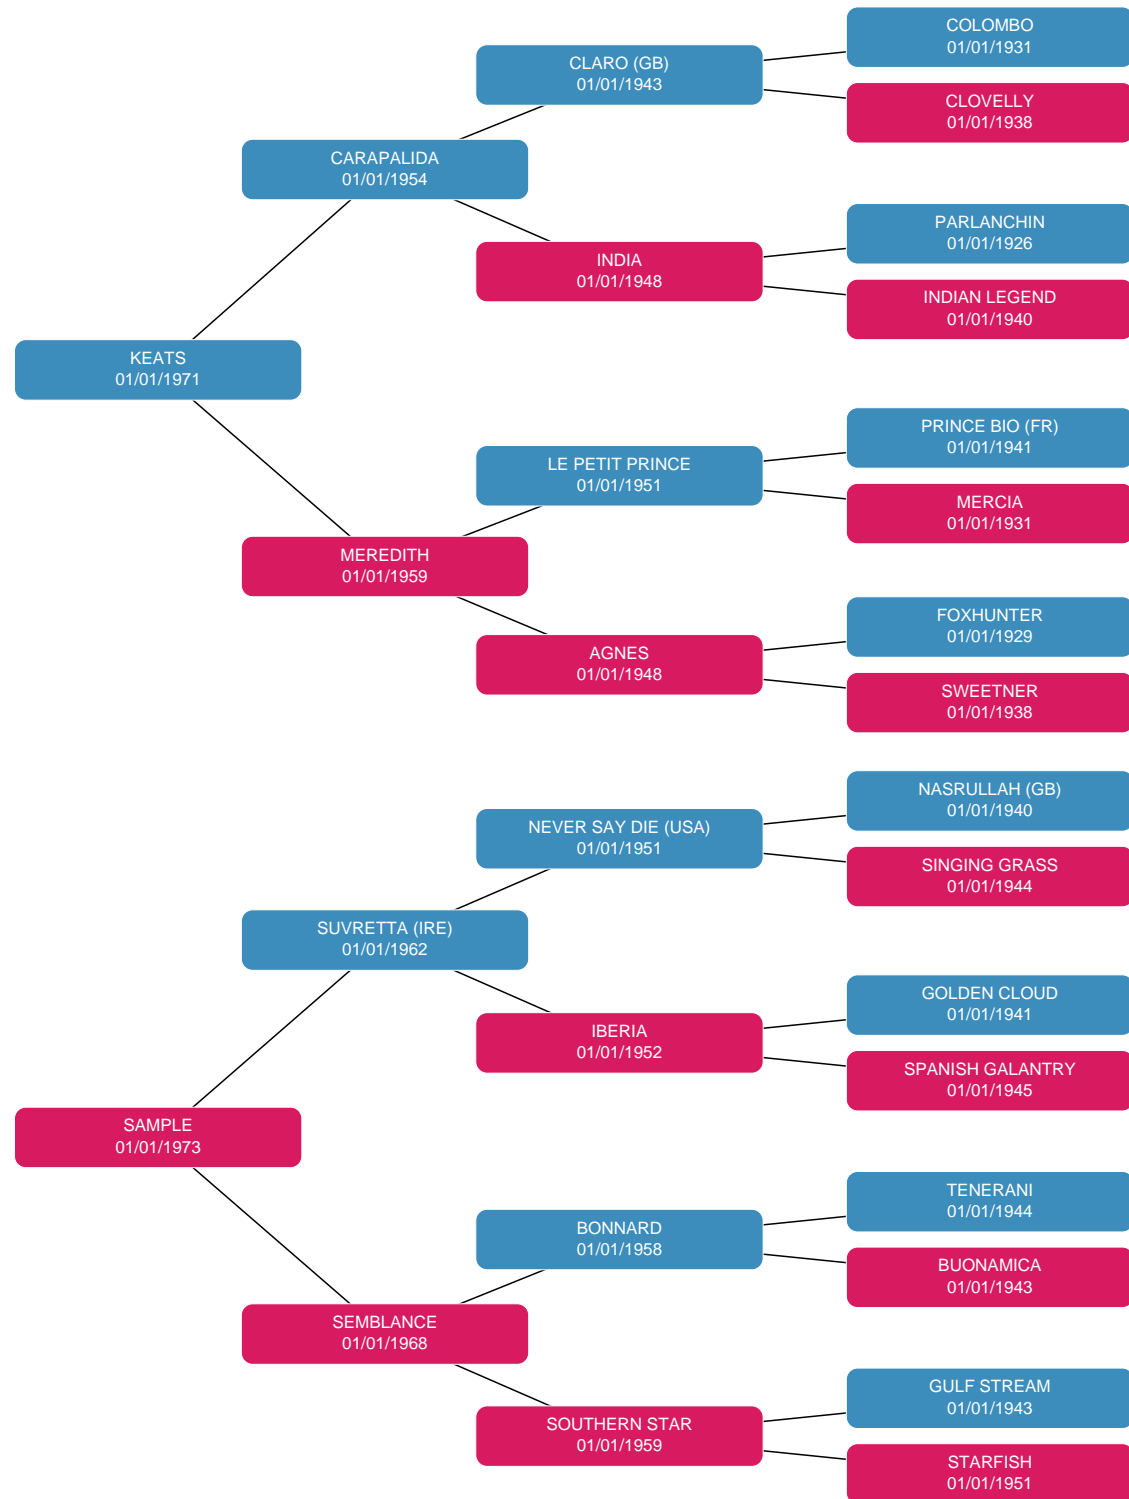 COLOMBO
01/01/1931
CLARO (GB)
01/01/1943
CLOVELLY
01/01/1938
CARAPALIDA
01/01/1954
PARLANCHIN
01/01/1926
INDIA
01/01/1948
INDIAN LEGEND
01/01/1940
KEATS
01/01/1971
PRINCE BIO (FR)
01/01/1941
LE PETIT PRINCE
01/01/1951
MERCIA
01/01/1931
MEREDITH
01/01/1959
FOXHUNTER
01/01/1929
AGNES
01/01/1948
SWEETNER
01/01/1938
NASRULLAH (GB)
01/01/1940
NEVER SAY DIE (USA)
01/01/1951
SINGING GRASS
01/01/1944
SUVRETTA (IRE)
01/01/1962
GOLDEN CLOUD
01/01/1941
IBERIA
01/01/1952
SPANISH GALANTRY
01/01/1945
SAMPLE
01/01/1973
TENERANI
01/01/1944
BONNARD
01/01/1958
BUONAMICA
01/01/1943
SEMBLANCE
01/01/1968
GULF STREAM
01/01/1943
SOUTHERN STAR
01/01/1959
STARFISH
01/01/1951